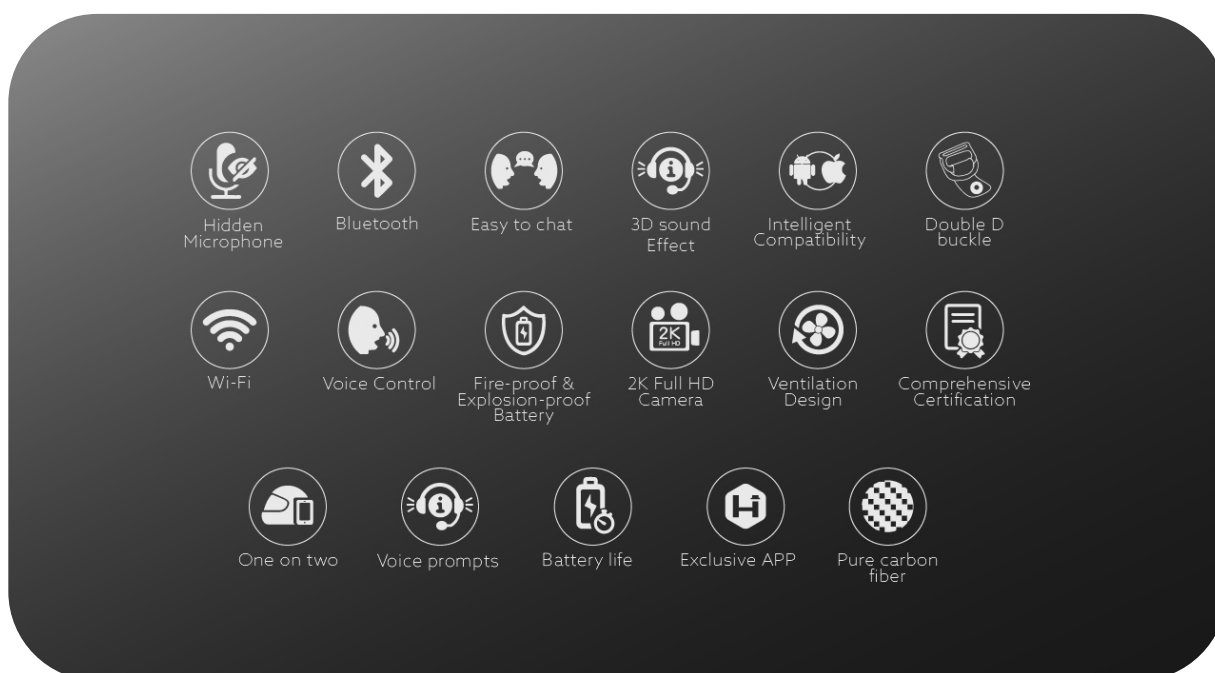 Hidden
Microphone
Bluetooth
Easy to chat
3D sound
Effect
Intelligent
Compatibility
Double D
buckle
Wi-Fi
Voice Control
Fire-proof &
Explosion-proof
Battery
2K
Full HD
2K Full HD
Camera
Ventilation
Design
Comprehensive
Certification
One on two
Voice prompts
Battery life
Exclusive APP
Pure carbon
fiber